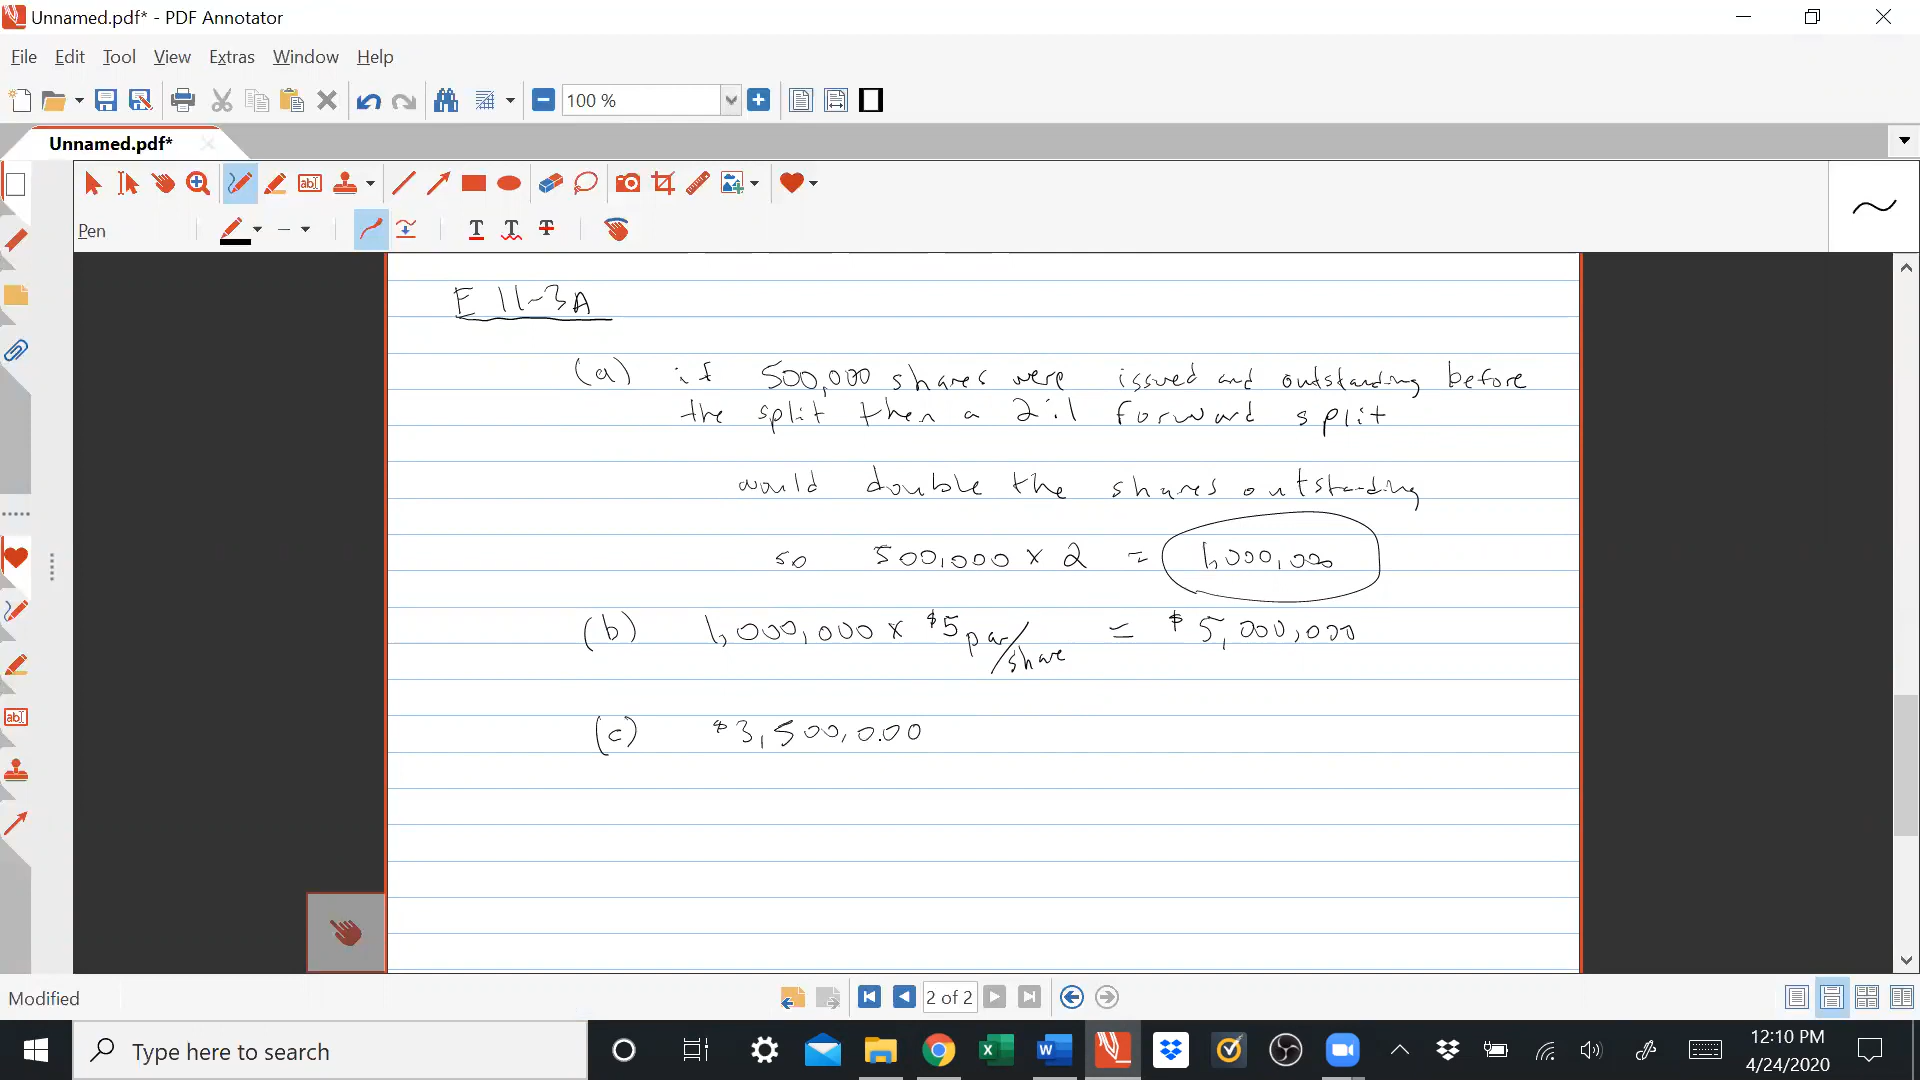 Unnamed.pdf* - PDF Annotator
File Edit Tool View Extras Window Help
100 %
Unnamed.pdf*
Pen
E 11-3A
(a) if 500,000 shares were issued and outstanding before
the split then a 2:1 forward split
would double the shares outstanding
so 500,000 x 2 = 1,000,000
(b) 1,000,000 x $5 par/share = $5,000,000
(c) $3,500,0.00
Modified
2 of 2
Type here to search
12:10 PM
4/24/2020